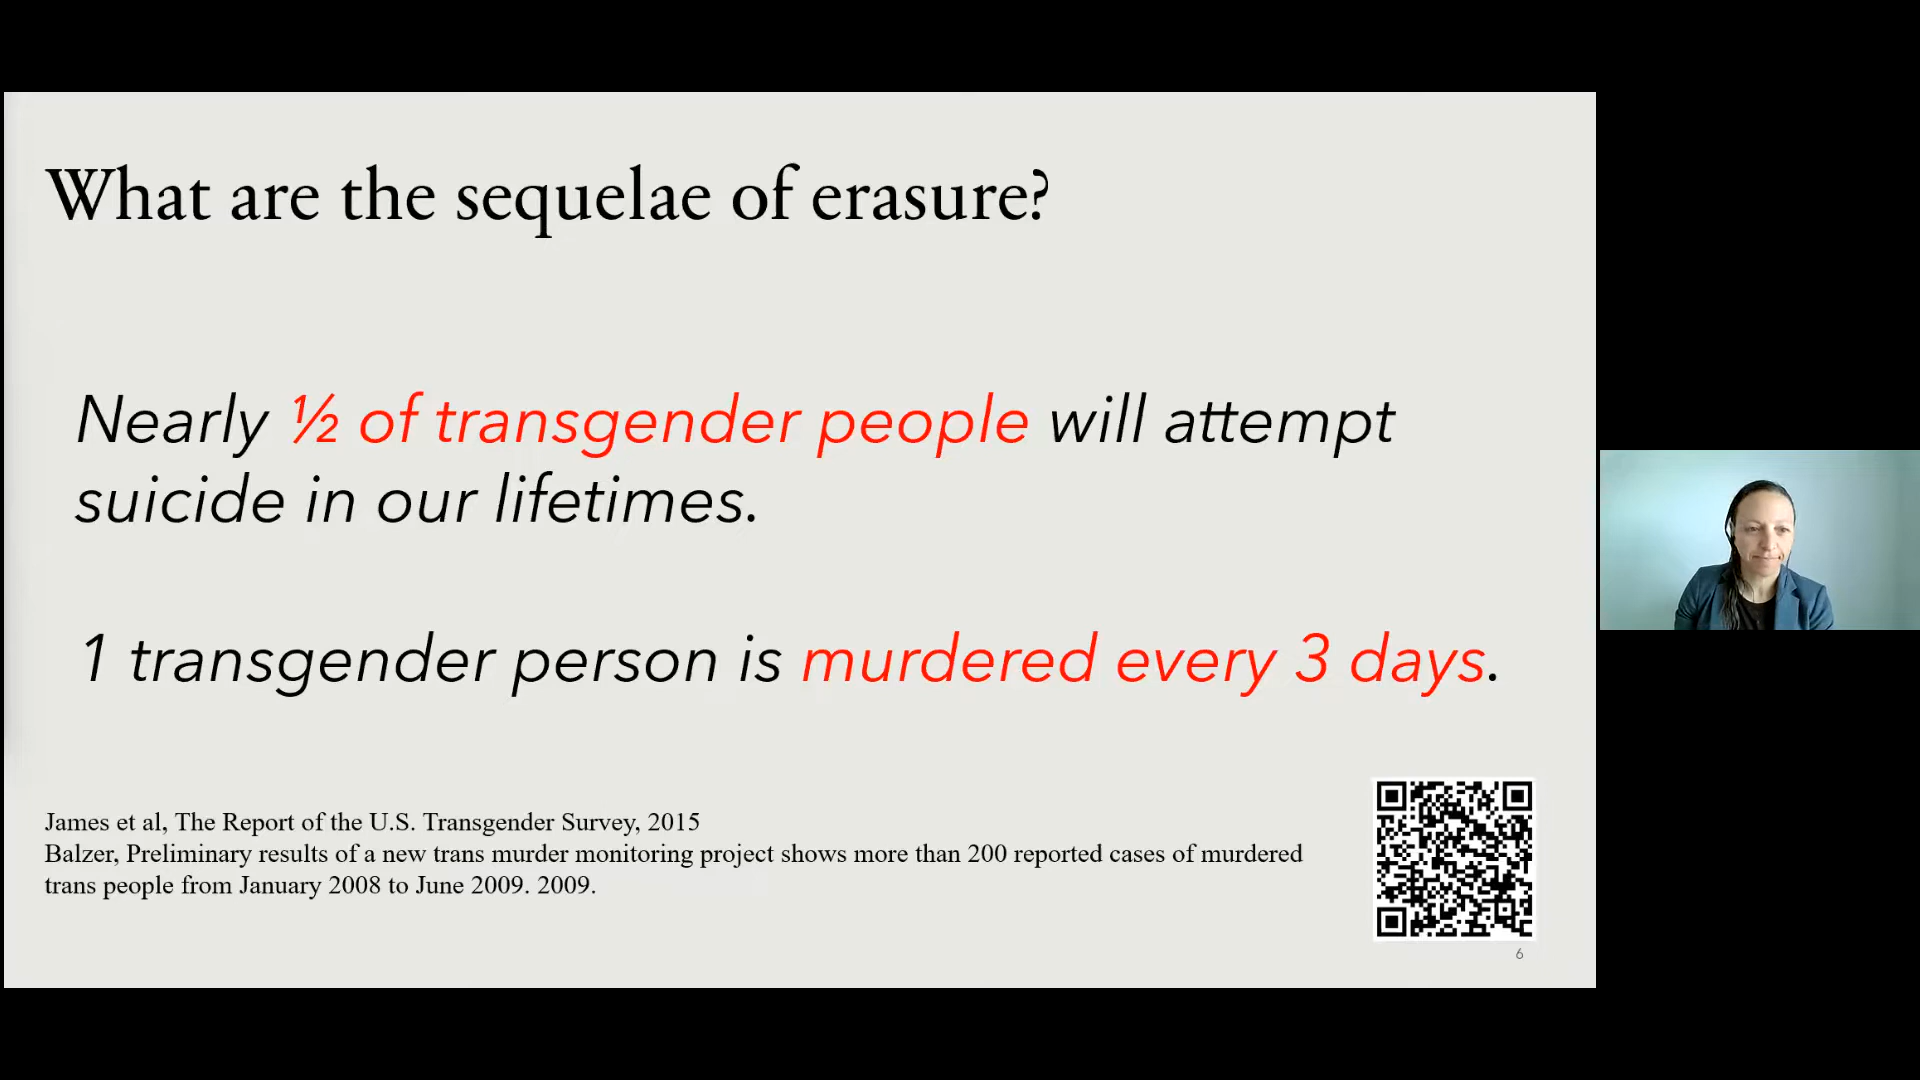 What are the sequelae of erasure?
Nearly ½ of transgender people will attempt
suicide in our lifetimes.
1 transgender person is murdered every 3 days.
James et al, The Report of the U.S. Transgender Survey, 2015
Balzer, Preliminary results of a new trans murder monitoring project shows more than 200 reported cases of murdered
trans people from January 2008 to June 2009. 2009.
6